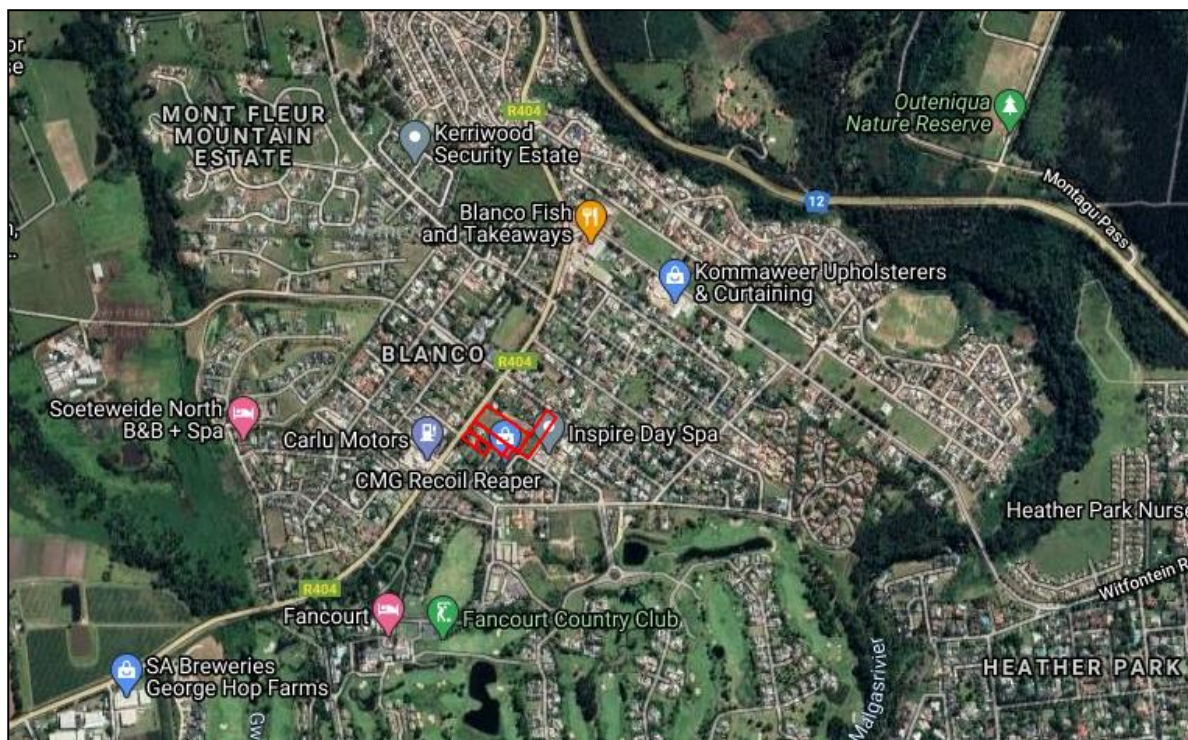 MONT FLEUR
MOUNTAIN
ESTATE
R404
Kerriwood
Security Estate
Outeniqua
Nature Reserve
Montagu Pass
12
Blanco Fish
and Takeaways
Kommaweer Upholsterers
& Curtaining
BLANCO
R404
Soeteweide North
B&B + Spa
Carlu Motors
Inspire Day Spa
CMG Recoil Reaper
Heather Park Nurse
Witfontein R
R404
Fancourt
Fancourt Country Club
SA Breweries
George Hop Farms
Gw
Malgasrivier
HEATHER PARK